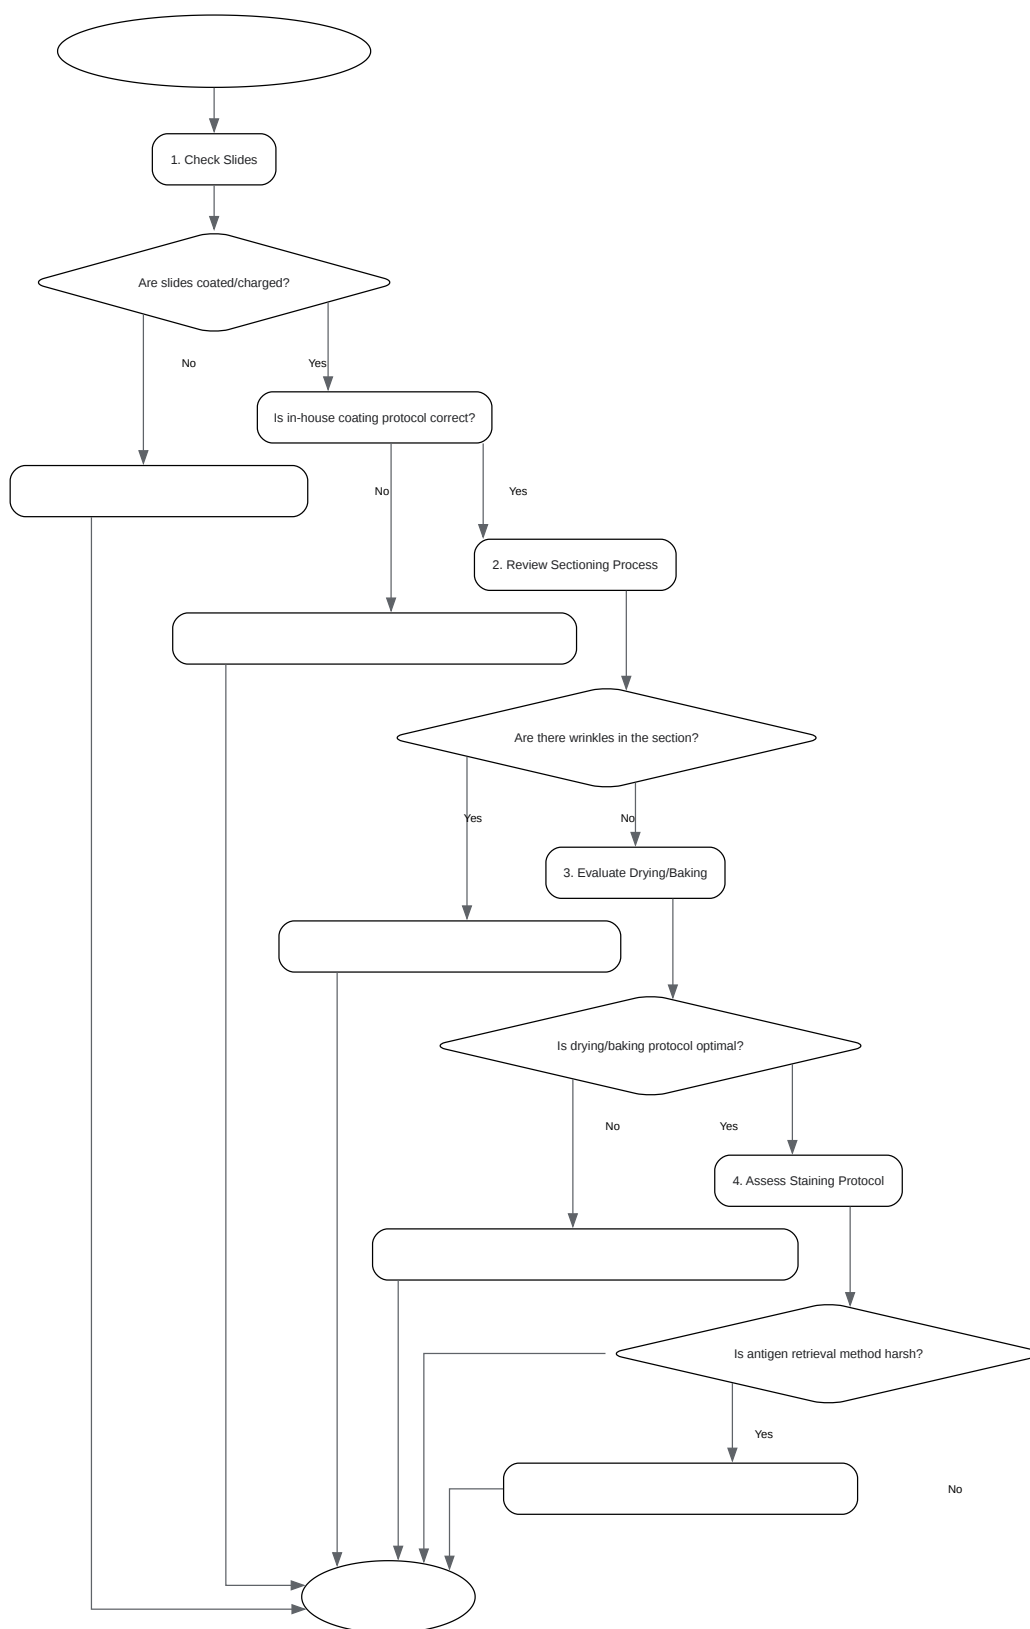 1. Check Slides
Are slides coated/charged?
No
Yes
Is in-house coating protocol correct?
No
Yes
2. Review Sectioning Process
Are there wrinkles in the section?
Yes
No
3. Evaluate Drying/Baking
Is drying/baking protocol optimal?
No
Yes
4. Assess Staining Protocol
Is antigen retrieval method harsh?
Yes
No